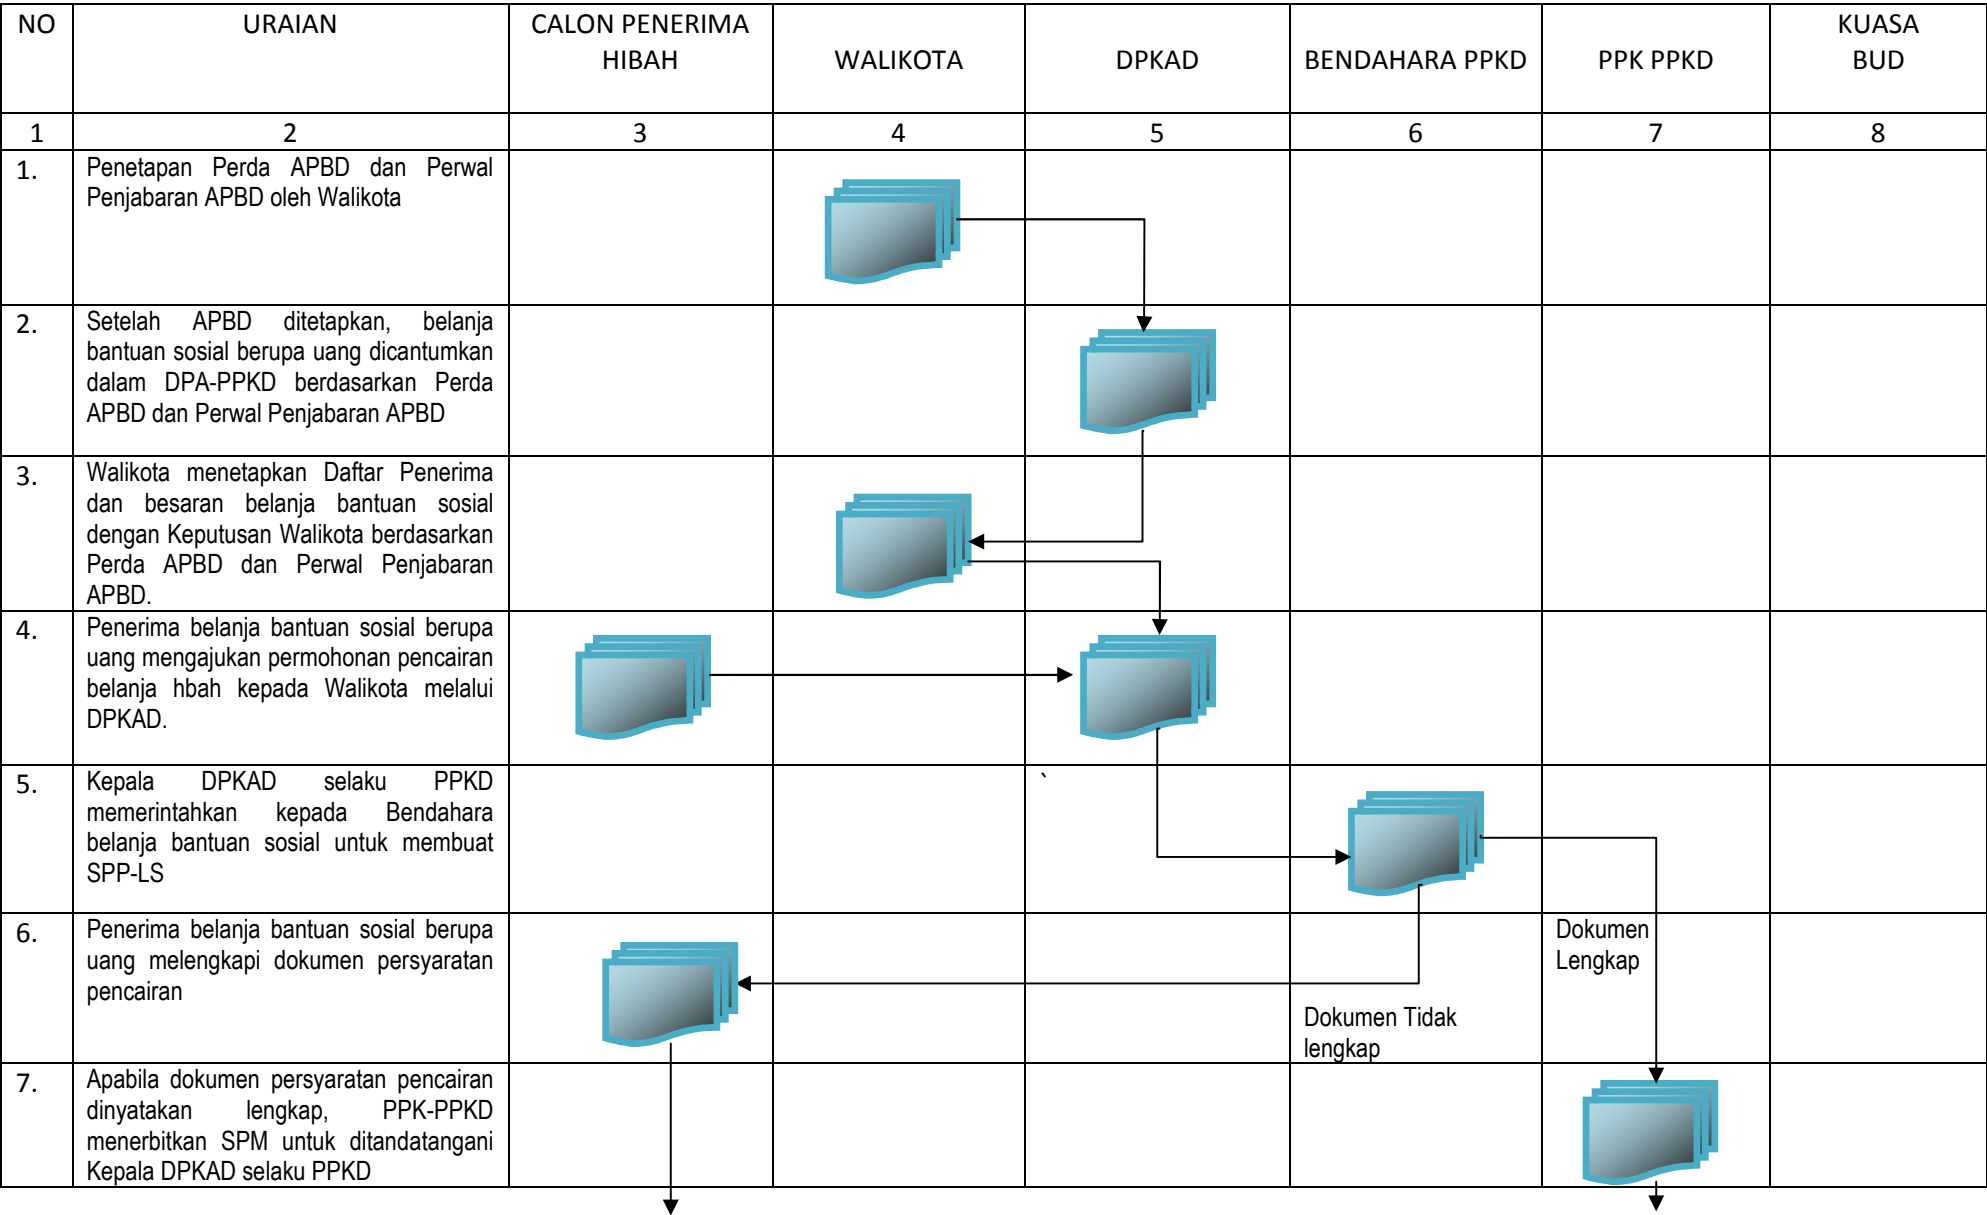 NO
URAIAN
CALON PENERIMA
HIBAH
WALIKOTA
DPKAD
BENDAHARA PPKD
PPK PPKD
KUASA
BUD
1
2
3
4
5
6
7
8
1.
Penetapan Perda APBD dan Perwal
Penjabaran APBD oleh Walikota
2.
Setelah APBD ditetapkan, belanja
bantuan sosial berupa uang dicantumkan
dalam DPA-PPKD berdasarkan Perda
APBD dan Perwal Penjabaran APBD
3.
Walikota menetapkan Daftar Penerima
dan besaran belanja bantuan sosial
dengan Keputusan Walikota berdasarkan
Perda APBD dan Perwal Penjabaran
APBD.
4.
Penerima belanja bantuan sosial berupa
uang mengajukan permohonan pencairan
belanja hbah kepada Walikota melalui
DPKAD.
5.
Kepala DPKAD selaku PPKD
memerintahkan kepada Bendahara
belanja bantuan sosial untuk membuat
SPP-LS
`
6.
Penerima belanja bantuan sosial berupa
uang melengkapi dokumen persyaratan
pencairan
Dokumen Tidak
lengkap
Dokumen
Lengkap
7.
Apabila dokumen persyaratan pencairan
dinyatakan lengkap, PPK-PPKD
menerbitkan SPM untuk ditandatangani
Kepala DPKAD selaku PPKD